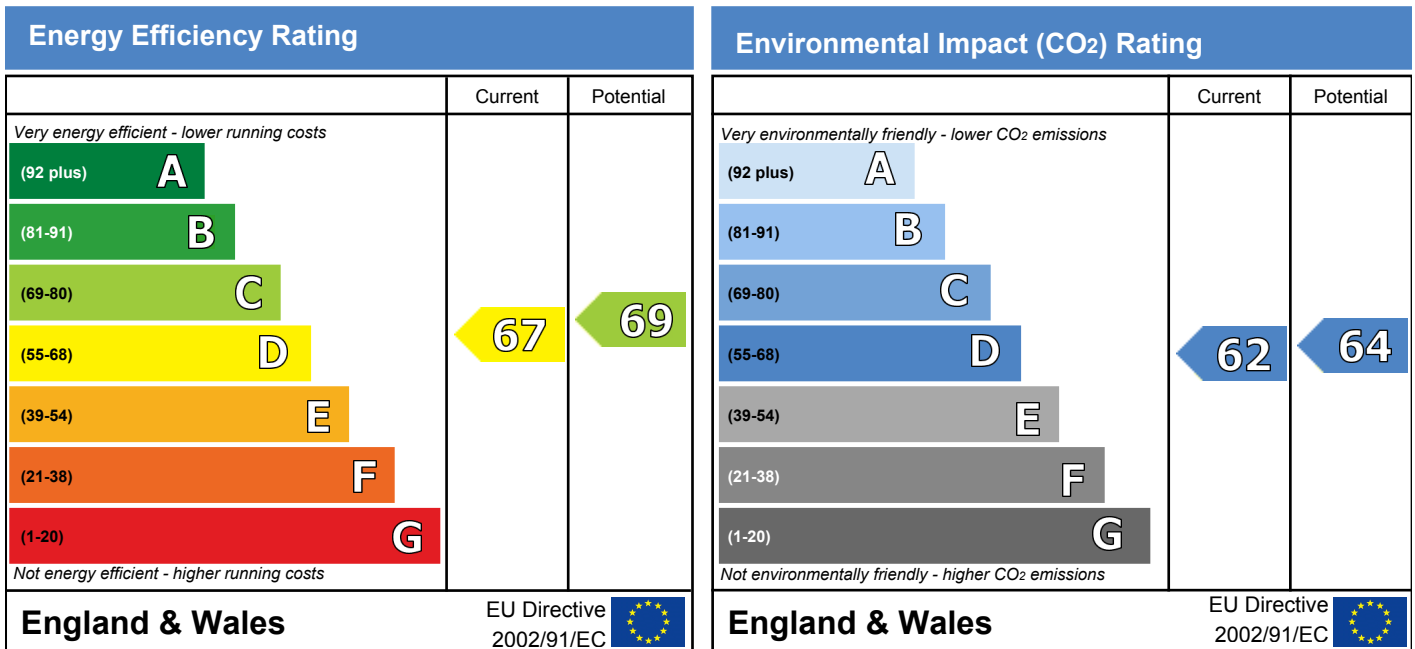 Energy Efficiency Rating
Current Potential
Very energy efficient - lower running costs
(92 plus) A
(81-91) B
(69-80) C
(55-68) D
(39-54) E
(21-38) F
(1-20) G
67
69
Not energy efficient - higher running costs
England & Wales
EU Directive
2002/91/EC
Environmental Impact (CO2) Rating
Current Potential
Very environmentally friendly - lower CO2 emissions
(92 plus) A
(81-91) B
(69-80) C
(55-68) D
(39-54) E
(21-38) F
(1-20) G
62
64
Not environmentally friendly - higher CO2 emissions
England & Wales
EU Directive
2002/91/EC